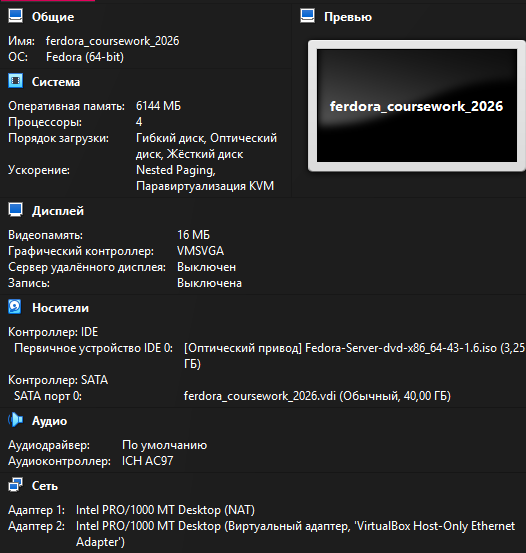 Общие
Имя: ferdora_coursework_2026
ОС: Fedora (64-bit)
Система
Оперативная память: 6144 МБ
Процессоры: 4
Порядок загрузки: Гибкий диск, Оптический
диск, Жёсткий диск
Ускорение: Nested Paging,
Паравиртуализация KVM
Превью
ferdora_coursework_2026
Дисплей
Видеопамять: 16 МБ
Графический контроллер: VMSVGA
Сервер удалённого дисплея: Выключен
Запись: Выключена
Носители
Контроллер: IDE
Первичное устройство IDE 0: [Оптический привод] Fedora-Server-dvd-x86_64-43-1.6.iso (3,25
ГБ)
Контроллер: SATA
SATA порт 0: ferdora_coursework_2026.vdi (Обычный, 40,00 ГБ)
Аудио
Аудиодрайвер: По умолчанию
Аудиоконтроллер: ICH AC97
Сеть
Адаптер 1: Intel PRO/1000 MT Desktop (NAT)
Адаптер 2: Intel PRO/1000 MT Desktop (Виртуальный адаптер, 'VirtualBox Host-Only Ethernet
Adapter')